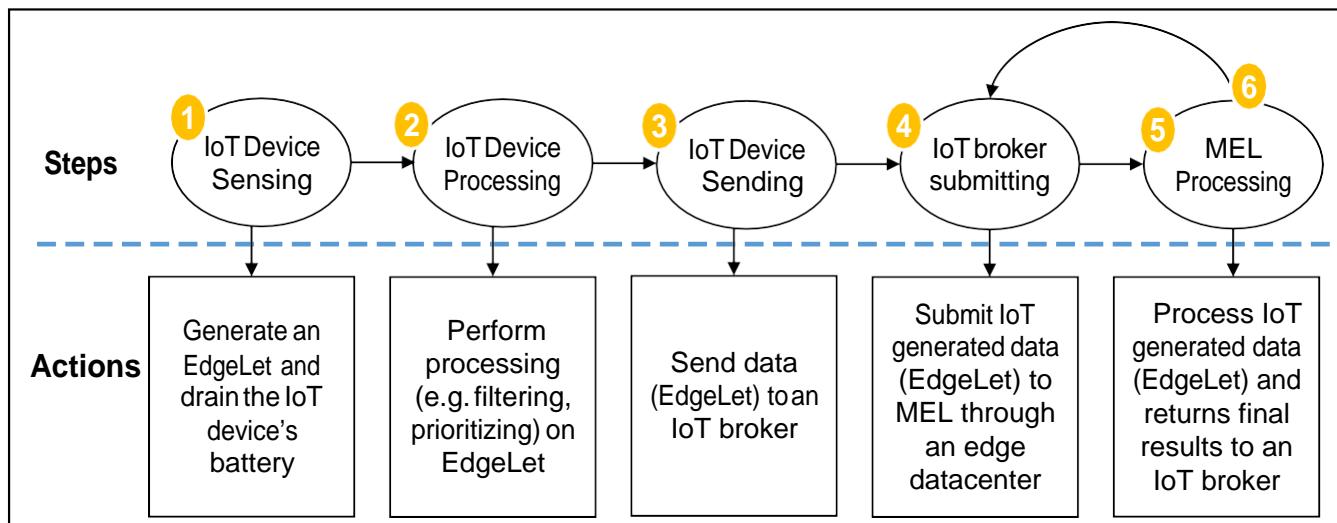 1
IoT Device
Sensing
2
IoT Device
Processing
3
IoT Device
Sending
4
IoT broker
submitting
5
6
MEL
Processing
Steps
Actions
Generate an
EdgeLet and
drain the IoT
device’s
battery
Perform
processing
(e.g. filtering,
prioritizing) on
EdgeLet
Send data
(EdgeLet) to an
IoT broker
Submit IoT
generated data
(EdgeLet) to
MEL through
an edge
datacenter
Process IoT
generated data
(EdgeLet) and
returns final
results to an
IoT broker